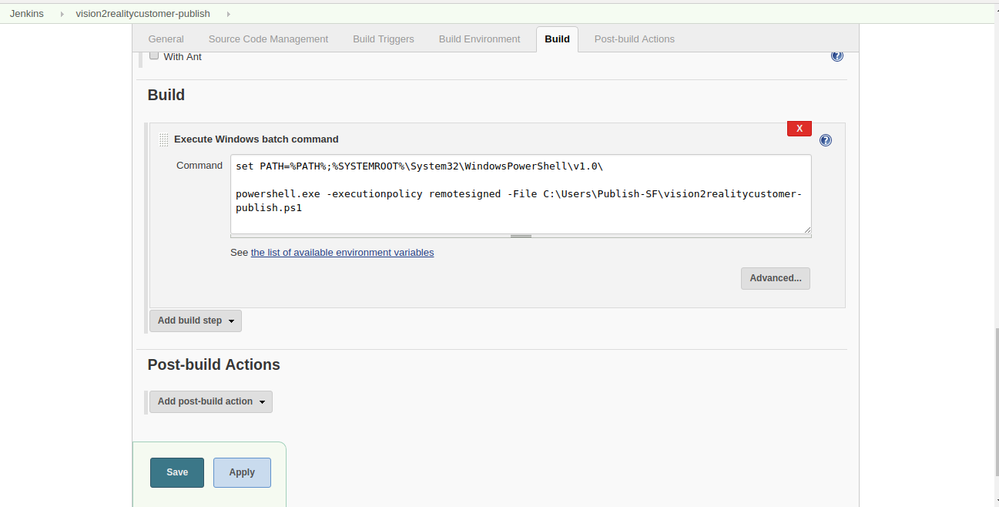 Jenkins vision2realitycustomer-publish
General Source Code Management Build Triggers Build Environment Build Post-build Actions
With Ant
?
Build
X
Execute Windows batch command
?
Command
set PATH=%PATH%;%SYSTEMROOT%\System32\WindowsPowerShell\v1.0\
powershell.exe -executionpolicy remotesigned -File C:\Users\Publish-SF\vision2realitycustomer-
publish.ps1
See the list of available environment variables
Advanced...
Add build step
Post-build Actions
Add post-build action
Save Apply